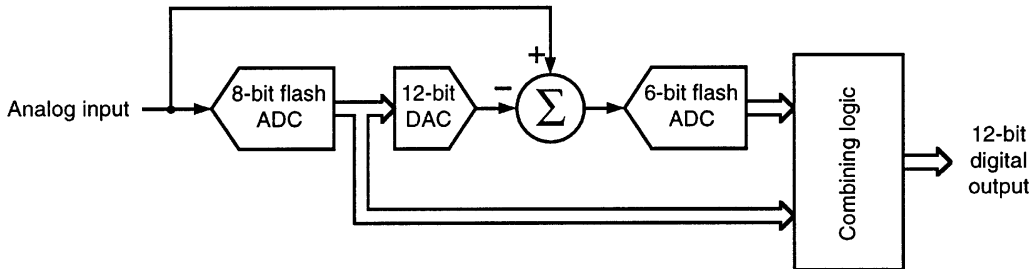 Analog input
8-bit flash
ADC
12-bit
DAC
+
−
Σ
6-bit flash
ADC
Combining logic
12-bit
digital
output